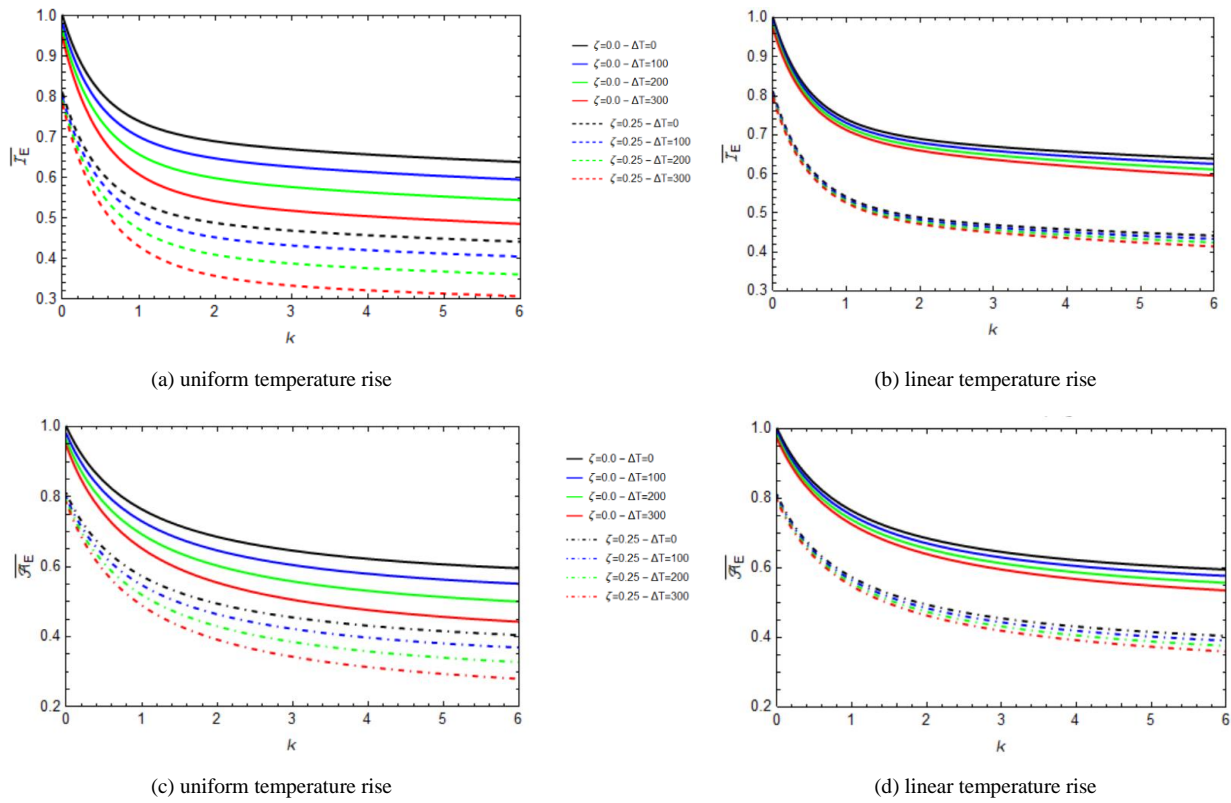 1.0
0.9
0.8
0.7
0.6
0.5
0.4
0.3
0 1 2 3 4 5 6
k
I_E
ζ=0.0 – ΔT=0
ζ=0.0 – ΔT=100
ζ=0.0 – ΔT=200
ζ=0.0 – ΔT=300
ζ=0.25 – ΔT=0
ζ=0.25 – ΔT=100
ζ=0.25 – ΔT=200
ζ=0.25 – ΔT=300
1.0
0.9
0.8
0.7
0.6
0.5
0.4
0.3
0 1 2 3 4 5 6
k
I_E
(a) uniform temperature rise
(b) linear temperature rise
1.0
0.8
0.6
0.4
0.2
0 1 2 3 4 5 6
k
A_E
ζ=0.0 – ΔT=0
ζ=0.0 – ΔT=100
ζ=0.0 – ΔT=200
ζ=0.0 – ΔT=300
ζ=0.25 – ΔT=0
ζ=0.25 – ΔT=100
ζ=0.25 – ΔT=200
ζ=0.25 – ΔT=300
1.0
0.8
0.6
0.4
0.2
0 1 2 3 4 5 6
k
A_E
(c) uniform temperature rise
(d) linear temperature rise